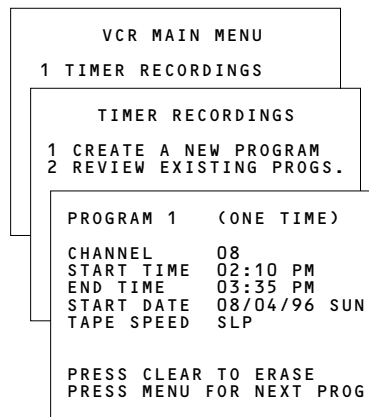 VCR MAIN MENU
1 TIMER RECORDINGS
TIMER RECORDINGS
1 CREATE A NEW PROGRAM
2 REVIEW EXISTING PROGS.
PROGRAM 1 (ONE TIME)
CHANNEL 08
START TIME 02:10 PM
END TIME 03:35 PM
START DATE 08/04/96 SUN
TAPE SPEED SLP
PRESS CLEAR TO ERASE
PRESS MENU FOR NEXT PROG